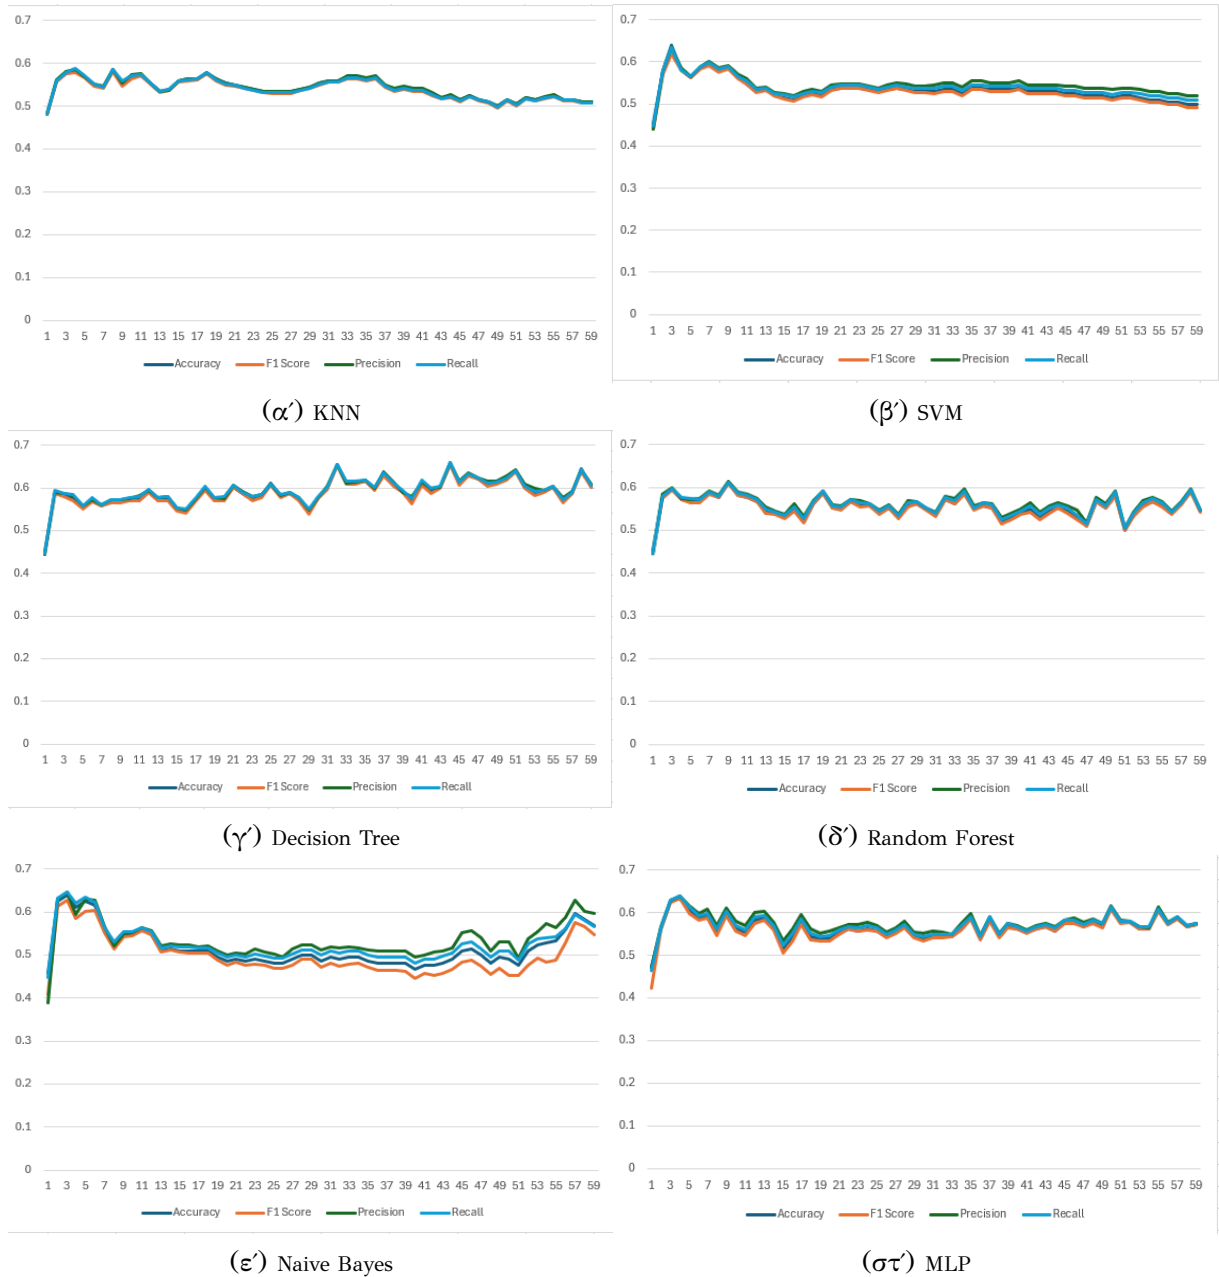 0.7
0.6
0.5
0.4
0.3
0.2
0.1
0
1 3 5 7 9 11 13 15 17 19 21 23 25 27 29 31 33 35 37 39 41 43 45 47 49 51 53 55 57 59
Accuracy F1 Score Precision Recall
(α′) KNN
0.7
0.6
0.5
0.4
0.3
0.2
0.1
0
1 3 5 7 9 11 13 15 17 19 21 23 25 27 29 31 33 35 37 39 41 43 45 47 49 51 53 55 57 59
Accuracy F1 Score Precision Recall
(β′) SVM
0.7
0.6
0.5
0.4
0.3
0.2
0.1
0
1 3 5 7 9 11 13 15 17 19 21 23 25 27 29 31 33 35 37 39 41 43 45 47 49 51 53 55 57 59
Accuracy F1 Score Precision Recall
(γ′) Decision Tree
0.7
0.6
0.5
0.4
0.3
0.2
0.1
0
1 3 5 7 9 11 13 15 17 19 21 23 25 27 29 31 33 35 37 39 41 43 45 47 49 51 53 55 57 59
Accuracy F1 Score Precision Recall
(δ′) Random Forest
0.7
0.6
0.5
0.4
0.3
0.2
0.1
0
1 3 5 7 9 11 13 15 17 19 21 23 25 27 29 31 33 35 37 39 41 43 45 47 49 51 53 55 57 59
Accuracy F1 Score Precision Recall
(ε′) Naive Bayes
0.7
0.6
0.5
0.4
0.3
0.2
0.1
0
1 3 5 7 9 11 13 15 17 19 21 23 25 27 29 31 33 35 37 39 41 43 45 47 49 51 53 55 57 59
Accuracy F1 Score Precision Recall
(στ′) MLP